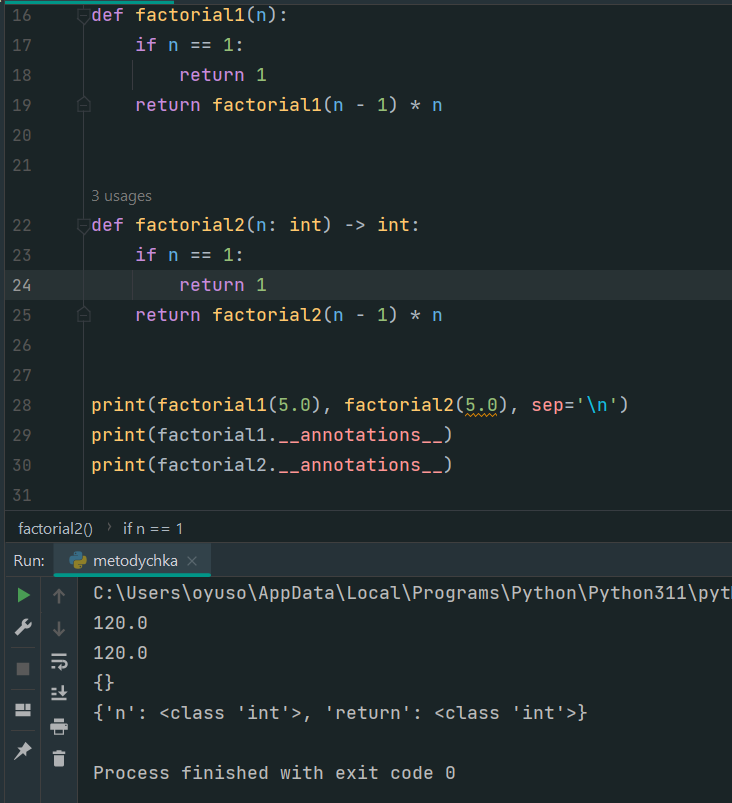 16 def factorial1(n):
17     if n == 1:
18         return 1
19     return factorial1(n - 1) * n
20
21
3 usages
22 def factorial2(n: int) -> int:
23     if n == 1:
24         return 1
25     return factorial2(n - 1) * n
26
27
28 print(factorial1(5.0), factorial2(5.0), sep='\n')
29 print(factorial1.__annotations__)
30 print(factorial2.__annotations__)
31
factorial2() › if n == 1
Run: metodychka ×
C:\Users\oyuso\AppData\Local\Programs\Python\Python311\pyt
120.0
120.0
{}
{'n': <class 'int'>, 'return': <class 'int'>}
Process finished with exit code 0